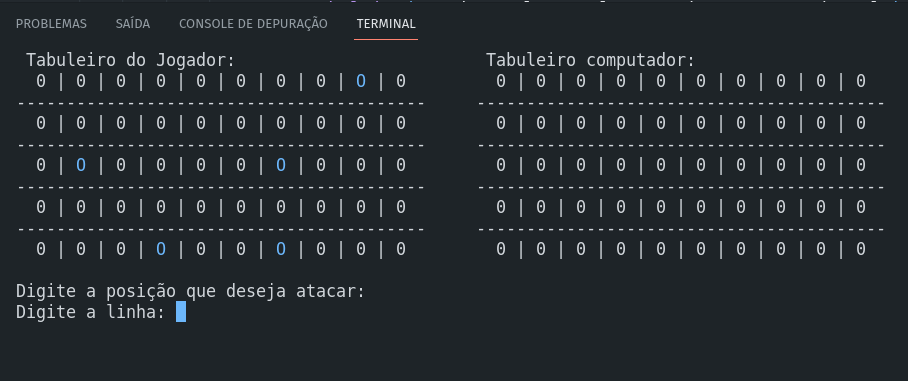 PROBLEMAS SAÍDA CONSOLE DE DEPURAÇÃO TERMINAL
Tabuleiro do Jogador: Tabuleiro computador:
0 | 0 | 0 | 0 | 0 | 0 | 0 | 0 | O | 0 0 | 0 | 0 | 0 | 0 | 0 | 0 | 0 | 0 | 0
----------------------------------------- -----------------------------------------
0 | 0 | 0 | 0 | 0 | 0 | 0 | 0 | 0 | 0 0 | 0 | 0 | 0 | 0 | 0 | 0 | 0 | 0 | 0
----------------------------------------- -----------------------------------------
0 | O | 0 | 0 | 0 | 0 | O | 0 | 0 | 0 0 | 0 | 0 | 0 | 0 | 0 | 0 | 0 | 0 | 0
----------------------------------------- -----------------------------------------
0 | 0 | 0 | 0 | 0 | 0 | 0 | 0 | 0 | 0 0 | 0 | 0 | 0 | 0 | 0 | 0 | 0 | 0 | 0
----------------------------------------- -----------------------------------------
0 | 0 | 0 | O | 0 | 0 | O | 0 | 0 | 0 0 | 0 | 0 | 0 | 0 | 0 | 0 | 0 | 0 | 0
Digite a posição que deseja atacar:
Digite a linha: